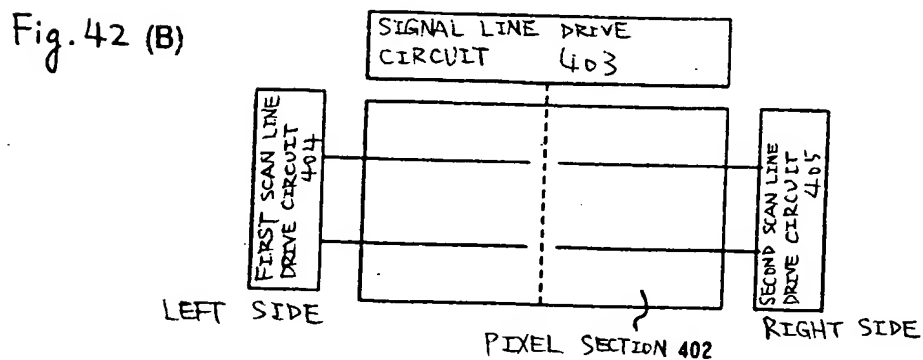 Fig. 42 (B)
SIGNAL LINE DRIVE
CIRCUIT 403
FIRST SCAN LINE
DRIVE CIRCUIT
404
SECOND SCAN LINE
DRIVE CIRCUIT
405
LEFT SIDE
RIGHT SIDE
PIXEL SECTION 402